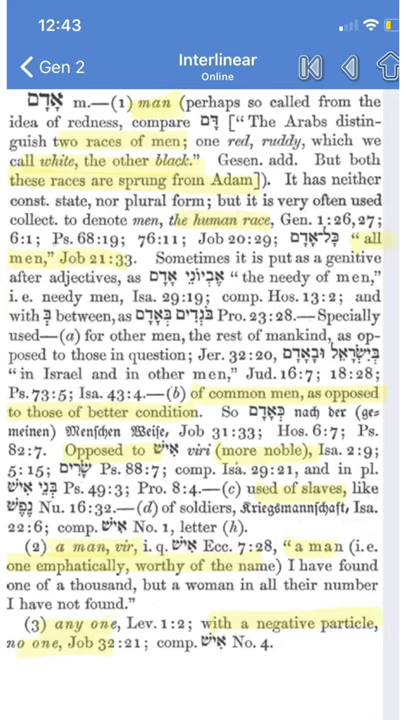 12:43
Gen 2
Interlinear
Online
אָדָם m.—(1) man (perhaps so called from the
idea of redness, compare דָּם [“The Arabs distin-
guish two races of men; one red, ruddy, which we
call white, the other black.” Gesen. add. But both
these races are sprung from Adam]). It has neither
const. state, nor plural form; but it is very often used
collect. to denote men, the human race, Gen. 1:26,27;
6:1; Ps. 68:19; 76:11; Job 20:29; כָּל־אָדָם “all
men,” Job 21:33. Sometimes it is put as a genitive
after adjectives, as אֶבְיוֹנֵי אָדָם “the needy of men,”
i. e. needy men, Isa. 29:19; comp. Hos. 13:2; and
with בְּ between, as בֹּגְדִים בְּאָדָם Pro. 23:28.—Specially
used—(a) for other men, the rest of mankind, as op-
posed to those in question; Jer. 32:20, בְּיִשְׂרָאֵל וּבָאָדָם
“in Israel and in other men,” Jud. 16:7; 18:28;
Ps. 73:5; Isa. 43:4.—(b) of common men, as opposed
to those of better condition. So כְּאָדָם nach der (ge-
meinen) Menschen Weise, Job 31:33; Hos. 6:7; Ps.
82:7. Opposed to אִישׁ viri (more noble), Isa. 2:9;
5:15; שָׂרִים Ps. 88:7; comp. Isa. 29:21, and in pl.
בְּנֵי אִישׁ Ps. 49:3; Pro. 8:4.—(c) used of slaves, like
נֶפֶשׁ Nu. 16:32.—(d) of soldiers, Kriegsmannschaft, Isa.
22:6; comp. אִישׁ No. 1, letter (h).
(2) a man, vir, i. q. אִישׁ Ecc. 7:28, “a man (i. e.
one emphatically, worthy of the name) I have found
one of a thousand, but a woman in all their number
I have not found.”
(3) any one, Lev. 1:2; with a negative particle,
no one, Job 32:21; comp. אִישׁ No. 4.